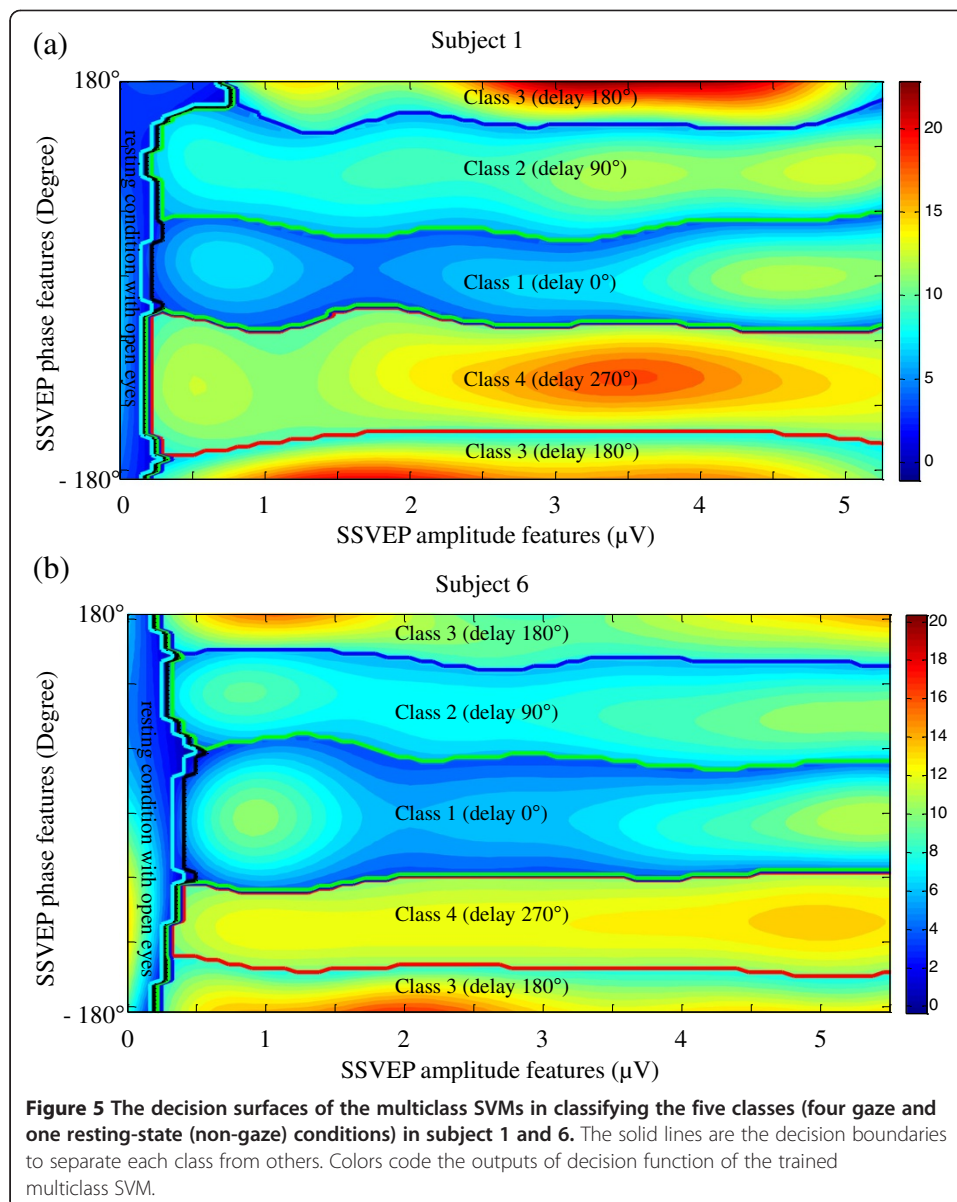 (a)
Subject 1
180°
Class 3 (delay 180°)
20
Class 2 (delay 90°)
15
SSVEP phase features (Degree)
resting condition with open eyes
Class 1 (delay 0°)
10
Class 4 (delay 270°)
5
Class 3 (delay 180°)
0
- 180°
0 1 2 3 4 5
SSVEP amplitude features (µV)
(b)
Subject 6
180°
20
Class 3 (delay 180°)
18
16
Class 2 (delay 90°)
14
SSVEP phase features (Degree)
resting condition with open eyes
12
Class 1 (delay 0°)
10
8
6
Class 4 (delay 270°)
4
2
Class 3 (delay 180°)
0
- 180°
0 1 2 3 4 5
SSVEP amplitude features (µV)
Figure 5 The decision surfaces of the multiclass SVMs in classifying the five classes (four gaze and
one resting-state (non-gaze) conditions) in subject 1 and 6. The solid lines are the decision boundaries
to separate each class from others. Colors code the outputs of decision function of the trained
multiclass SVM.